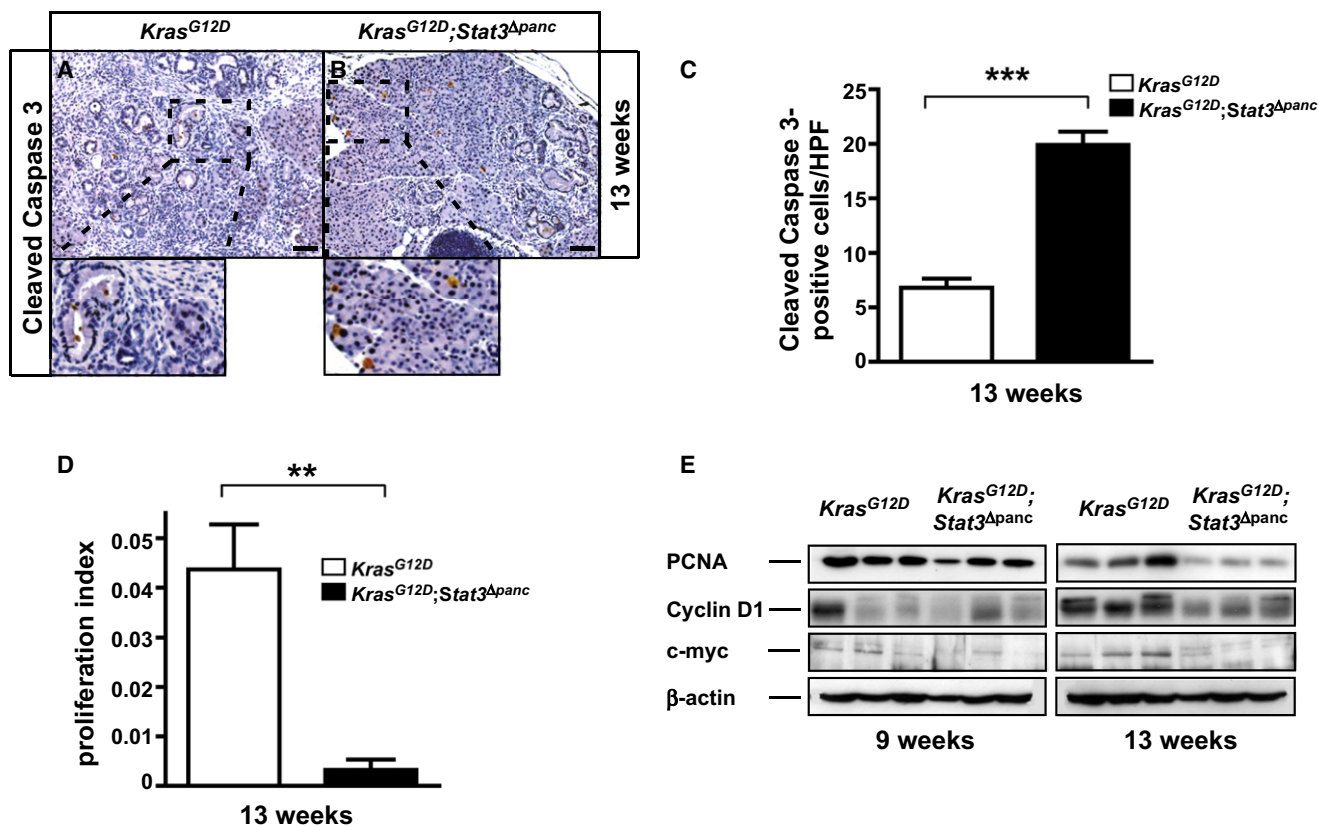 Kras^G12D
Kras^G12D;Stat3^Δpanc
A
B
Cleaved Caspase 3
13 weeks
C
***
Kras^G12D
Kras^G12D;Stat3^Δpanc
Cleaved Caspase 3-
positive cells/HPF
25
20
15
10
5
0
13 weeks
D
**
Kras^G12D
Kras^G12D;Stat3^Δpanc
proliferation index
0.05
0.04
0.03
0.02
0.01
0
13 weeks
E
Kras^G12D
Kras^G12D;
Stat3^Δpanc
Kras^G12D
Kras^G12D;
Stat3^Δpanc
PCNA
Cyclin D1
c-myc
β-actin
9 weeks
13 weeks